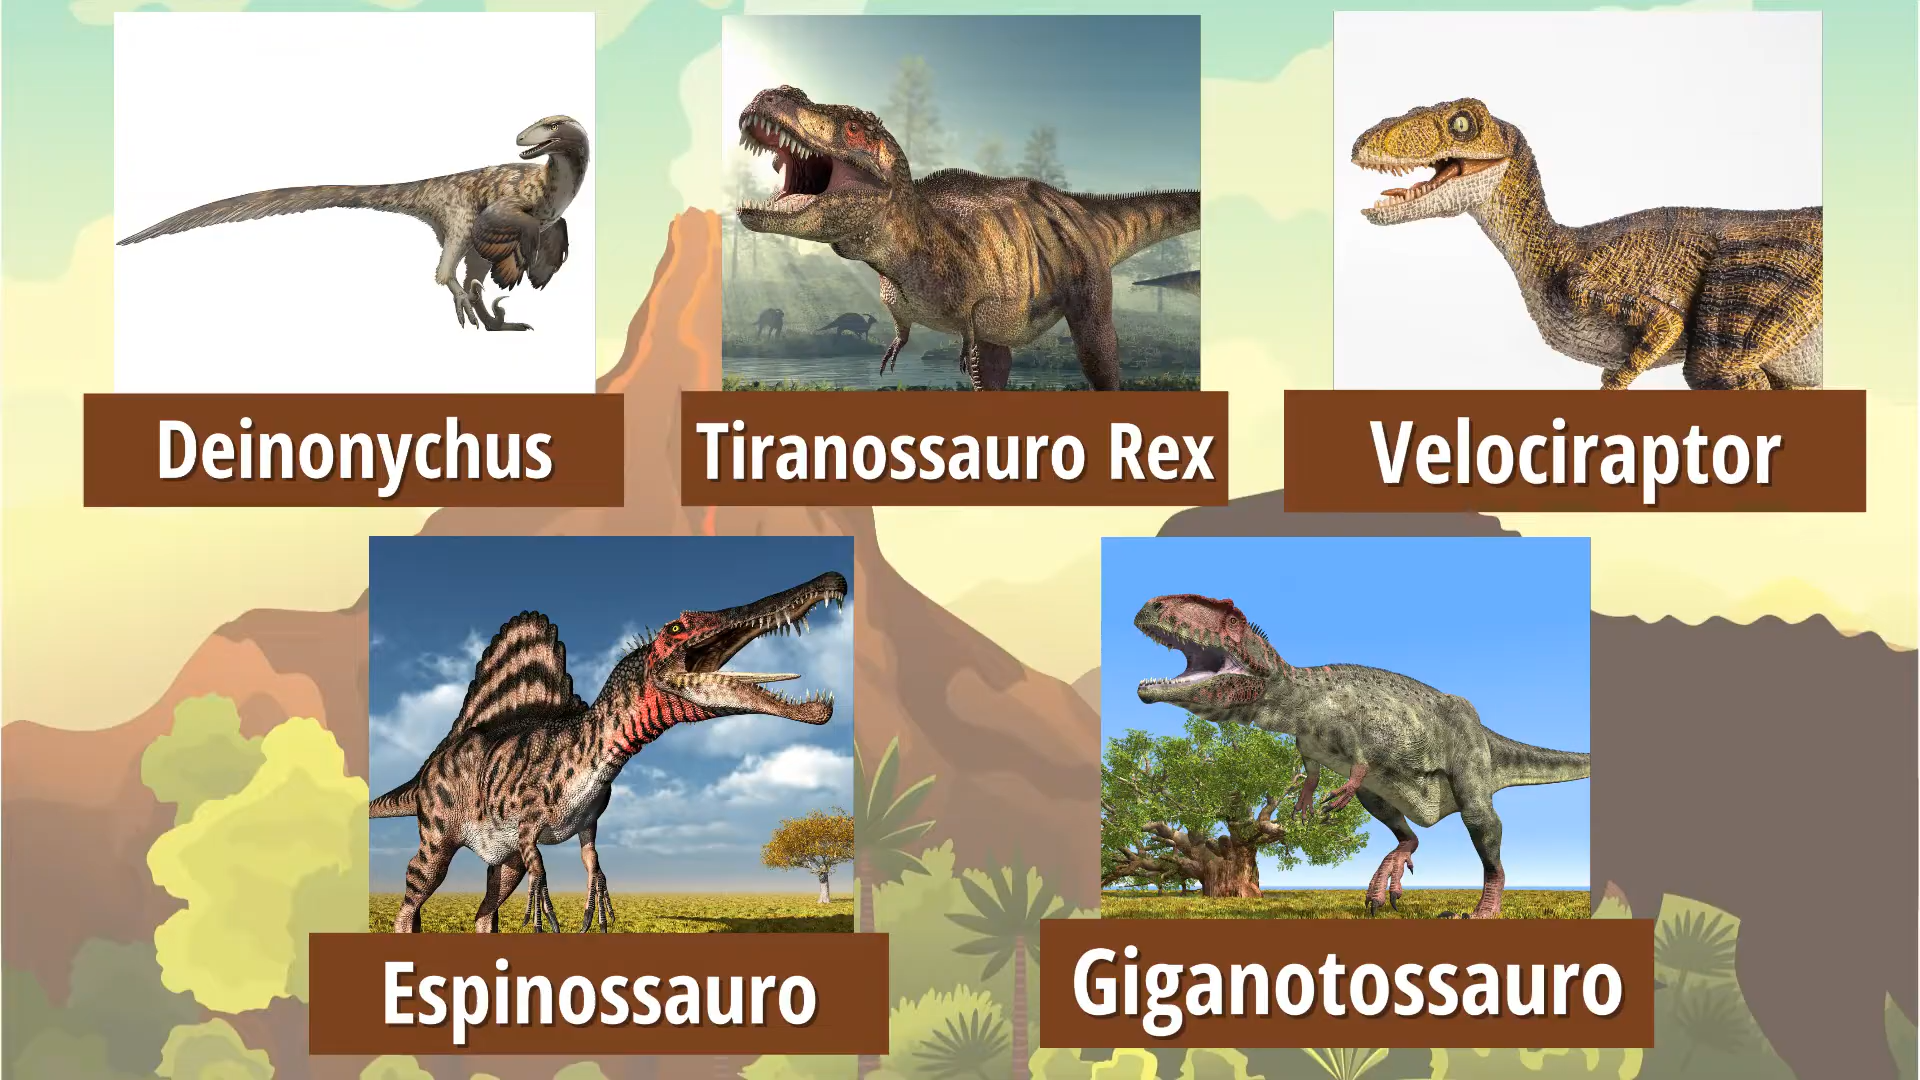 Deinonychus
Tiranossauro Rex
Velociraptor
Espinossauro
Giganotossauro